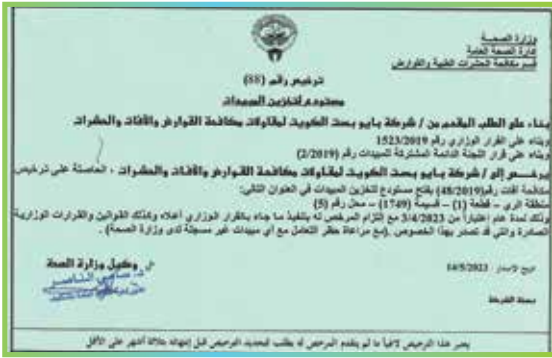 وزارة الصحة
إدارة الصحة العامة
قسم مكافحة الحشرات الطبية والقوارض
ترخيص رقم (55)
مستودع لتخزين المبيدات
بناء على الطلب المقدم من / شركة بايو بست الكويت لمقاولات مكافحة القوارض والآفات والحشرات
وبناء على القرار الوزاري رقم 1523/2019
وبناء على قرار اللجنة الدائمة المشتركة للمبيدات رقم (2/2019)
يرخص إلى / شركة بايو بست الكويت لمقاولات مكافحة القوارض والآفات والحشرات ، الحاصلة على ترخيص
مكافحة آفات رقم (48/2019) بفتح مستودع لتخزين المبيدات في العنوان التالي:
منطقة الري – قطعة (1) – قسيمة (1749) – محل رقم (5)
وذلك لمدة عام اعتباراً من 3/4/2023 مع التزام المرخص له بتنفيذ ما جاء بالقرار الوزاري أعلاه وكذلك القوانين والقرارات الوزارية
الصادرة والتي قد تصدر بهذا الخصوص . (مع مراعاة حظر التعامل مع أي مبيدات غير مسجلة لدى وزارة الصحة) .
وكيل وزارة الصحة
14/5/2023
يعتبر هذا الترخيص لاغياً ما لم يتقدم المرخص له بطلب لتجديد الترخيص قبل إنتهائه بثلاثة أشهر على الأقل